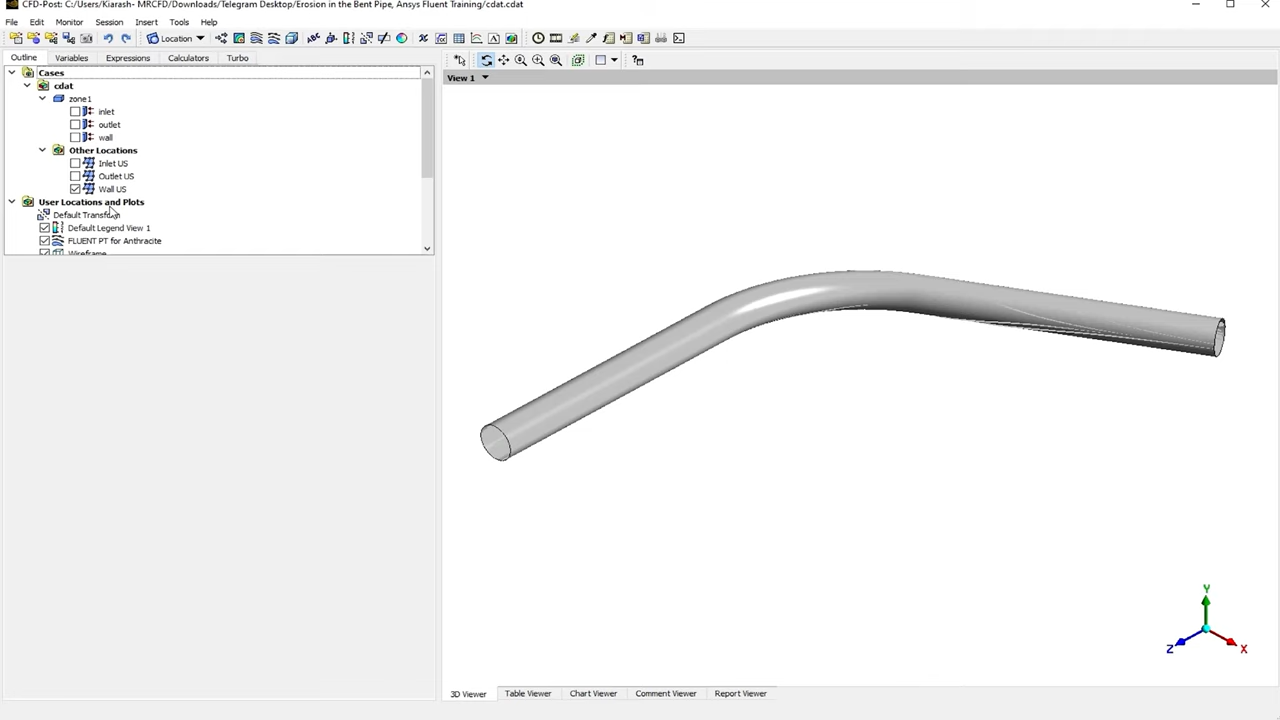 CFD-Post: C:/Users/Kiarash- MRCFD/Downloads/Telegram Desktop/Erosion in the Bent Pipe, Ansys Fluent Training/cdat.cdat
File Edit Monitor Session Insert Tools Help
Location
Outline Variables Expressions Calculators Turbo
View 1
Cases
cdat
zone1
inlet
outlet
wall
Other Locations
Inlet US
Outlet US
Wall US
User Locations and Plots
Default Transform
Default Legend View 1
FLUENT PT for Anthracite
Wireframe
Y
Z X
3D Viewer Table Viewer Chart Viewer Comment Viewer Report Viewer